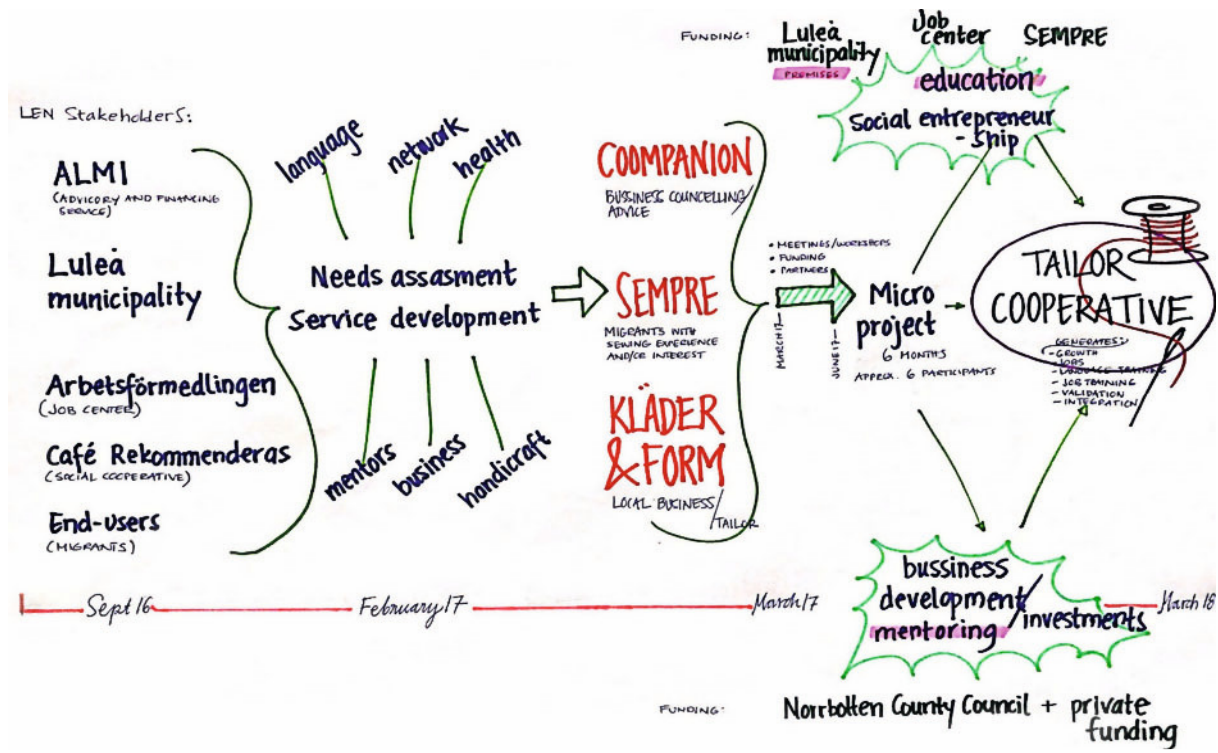 LEN StakeholderS:
ALMI
(ADVICORY AND FINANCING
SERVICE)
Luleå
municipality
Arbetsförmedlingen
(JOB CENTER)
Café Rekommenderas
(SOCIAL COOPERATIVE)
End-users
(MIGRANTS)
language
network
health
Needs assasment
Service development
mentors
business
handicraft
COOMPANION
BUSSINESS COUNCELLING/
ADVICE
SEMPRE
MIGRANTS WITH
SEWING EXPERIENCE
AND/OR INTEREST
KLÄDER
&FORM
LOCAL BUSINESS/
TAILOR
• MEETINGS/WORKSHOPS
• FUNDING
• PARTNERS
MARCH 17
JUNE 17
Micro
project
6 MONTHS
APPROX. 6 PARTICIPANTS
FUNDING:
Luleå
municipality
PREMISES
Job
center
SEMPRE
education
Social entrepreneur
-ship
TAILOR
COOPERATIVE
GENERATES:
- GROWTH
- JOBS
- LANGUAGE TRAINING
- JOB TRAINING
- VALIDATION
- INTEGRATION
bussiness
development/
mentoring
investments
Sept 16
February 17
March 17
March 18
FUNDING:
Norrbotten County Council + private
funding